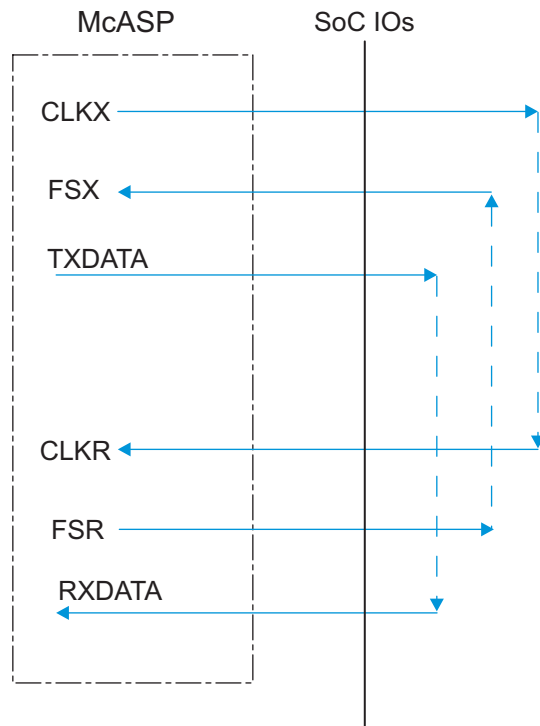 McASP
SoC IOs
CLKX
FSX
TXDATA
CLKR
FSR
RXDATA